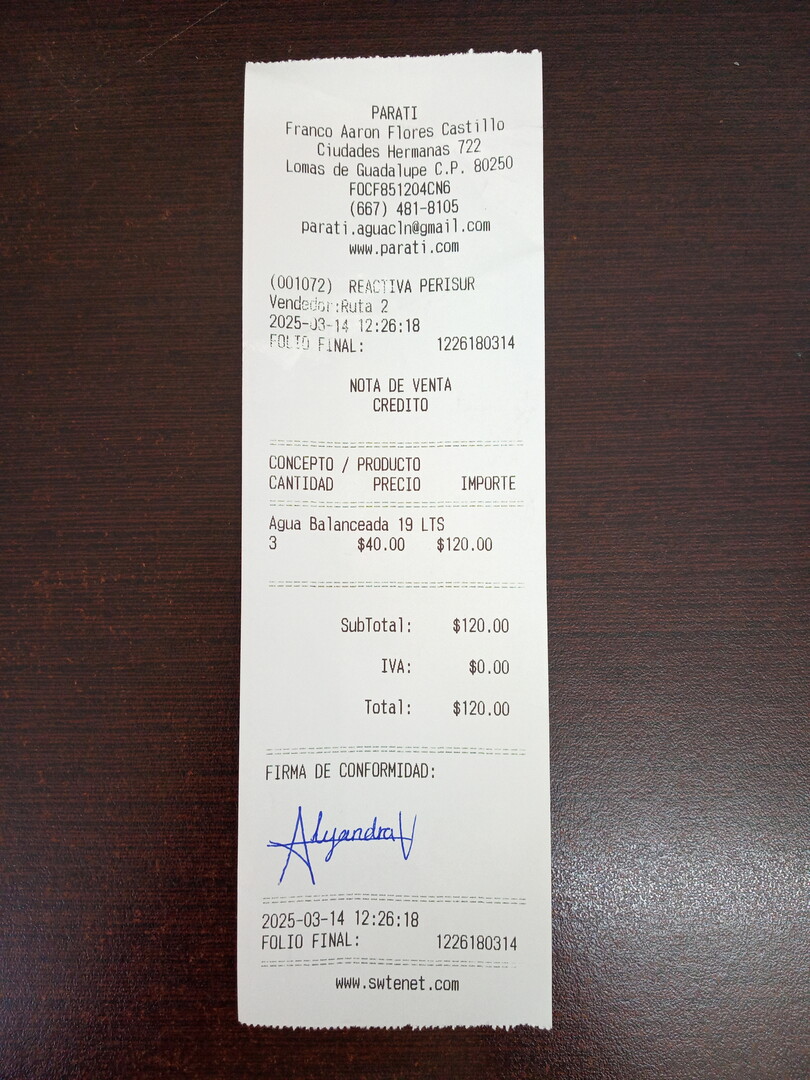 PARATI
Franco Aaron Flores Castillo
Ciudades Hermanas 722
Lomas de Guadalupe C.P. 80250
FOCF851204CN6
(667) 481-8105
parati.aguacln@gmail.com
www.parati.com
(001072) REACTIVA PERISUR
Vendedor:Ruta 2
2025-03-14 12:26:18
FOLIO FINAL: 1226180314
NOTA DE VENTA
CREDITO
CONCEPTO / PRODUCTO
CANTIDAD PRECIO IMPORTE
Agua Balanceada 19 LTS
3 $40.00 $120.00
SubTotal: $120.00
IVA: $0.00
Total: $120.00
FIRMA DE CONFORMIDAD:
Alyandra V
2025-03-14 12:26:18
FOLIO FINAL: 1226180314
www.swtenet.com